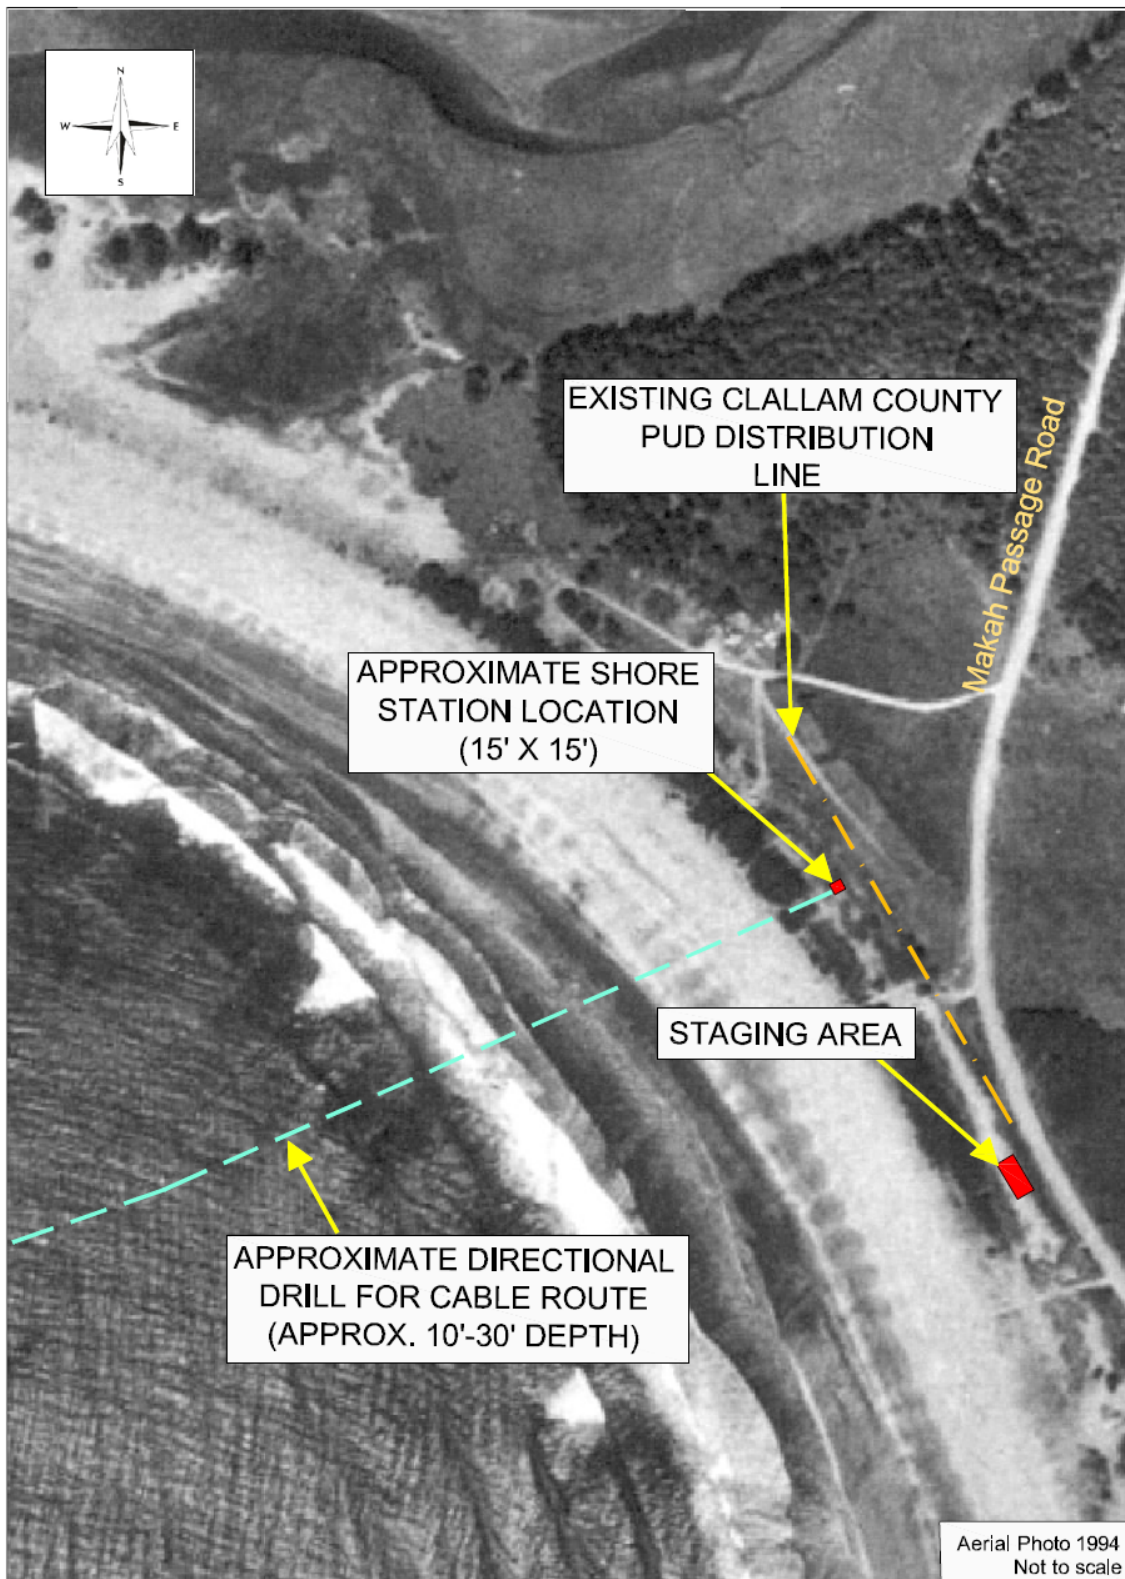 N
W E
S
EXISTING CLALLAM COUNTY
PUD DISTRIBUTION
LINE
Makah Passage Road
APPROXIMATE SHORE
STATION LOCATION
(15' X 15')
STAGING AREA
APPROXIMATE DIRECTIONAL
DRILL FOR CABLE ROUTE
(APPROX. 10'-30' DEPTH)
Aerial Photo 1994
Not to scale